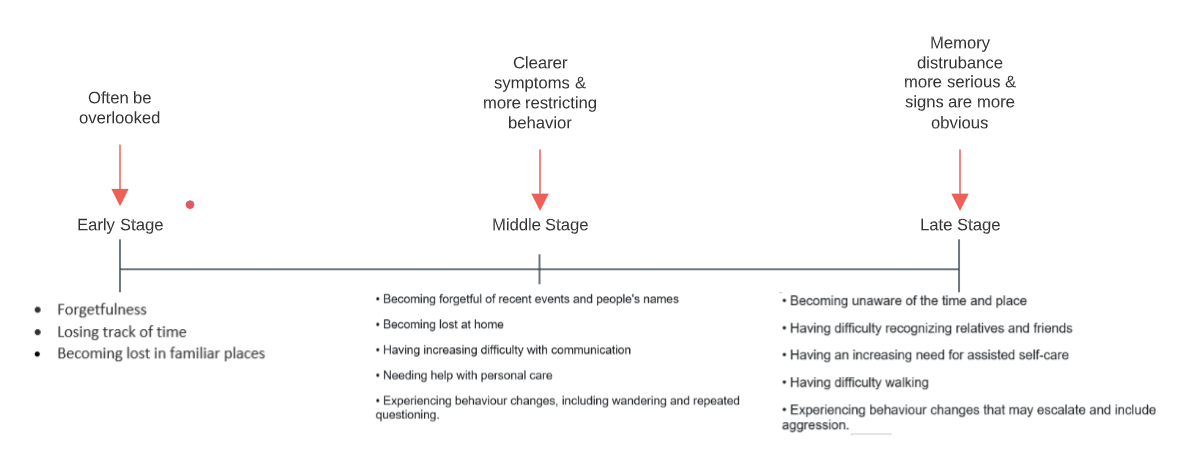 Often be
overlooked
Clearer
symptoms &
more restricting
behavior
Memory
distrubance
more serious &
signs are more
obvious
Early Stage
Middle Stage
Late Stage
• Forgetfulness
• Losing track of time
• Becoming lost in familiar places
• Becoming forgetful of recent events and people's names
• Becoming lost at home
• Having increasing difficulty with communication
• Needing help with personal care
• Experiencing behaviour changes, including wandering and repeated
questioning.
• Becoming unaware of the time and place
• Having difficulty recognizing relatives and friends
• Having an increasing need for assisted self-care
• Having difficulty walking
• Experiencing behaviour changes that may escalate and include
aggression.